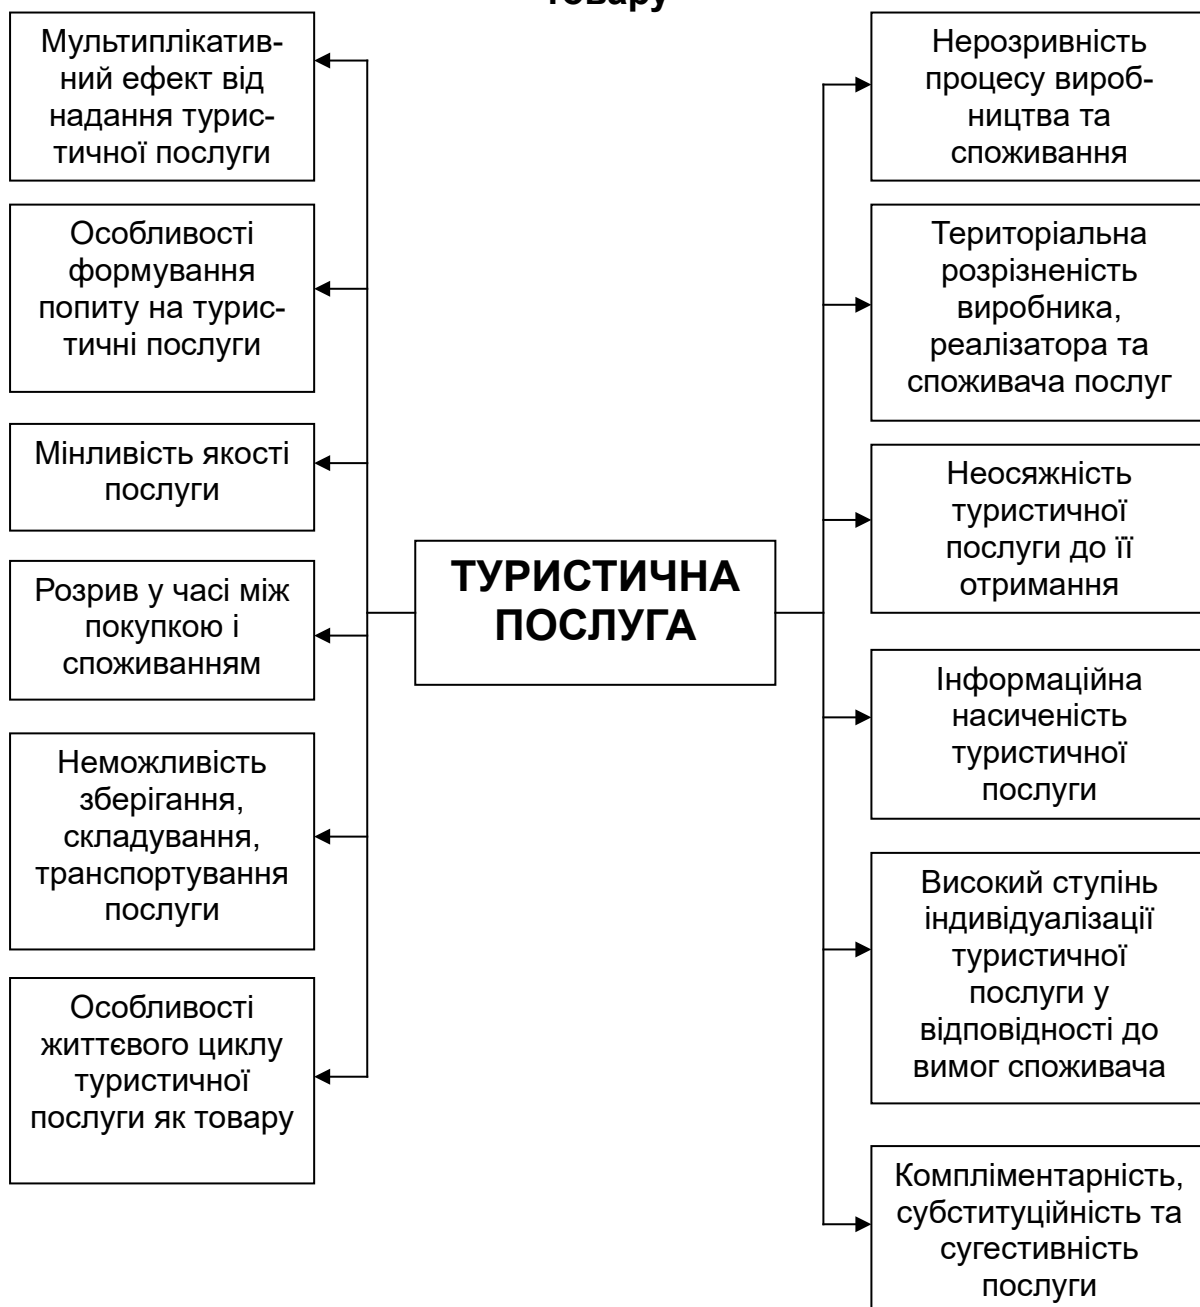 товару
Мультиплікатив-
ний ефект від
надання турис-
тичної послуги
Особливості
формування
попиту на турис-
тичні послуги
Мінливість якості
послуги
Розрив у часі між
покупкою і
споживанням
Неможливість
зберігання,
складування,
транспортування
послуги
Особливості
життєвого циклу
туристичної
послуги як товару
ТУРИСТИЧНА
ПОСЛУГА
Нерозривність
процесу вироб-
ництва та
споживання
Територіальна
розрізненість
виробника,
реалізатора та
споживача послуг
Неосяжність
туристичної
послуги до її
отримання
Інформаційна
насиченість
туристичної
послуги
Високий ступінь
індивідуалізації
туристичної
послуги у
відповідності до
вимог споживача
Компліментарність,
субституційність та
сугестивність
послуги